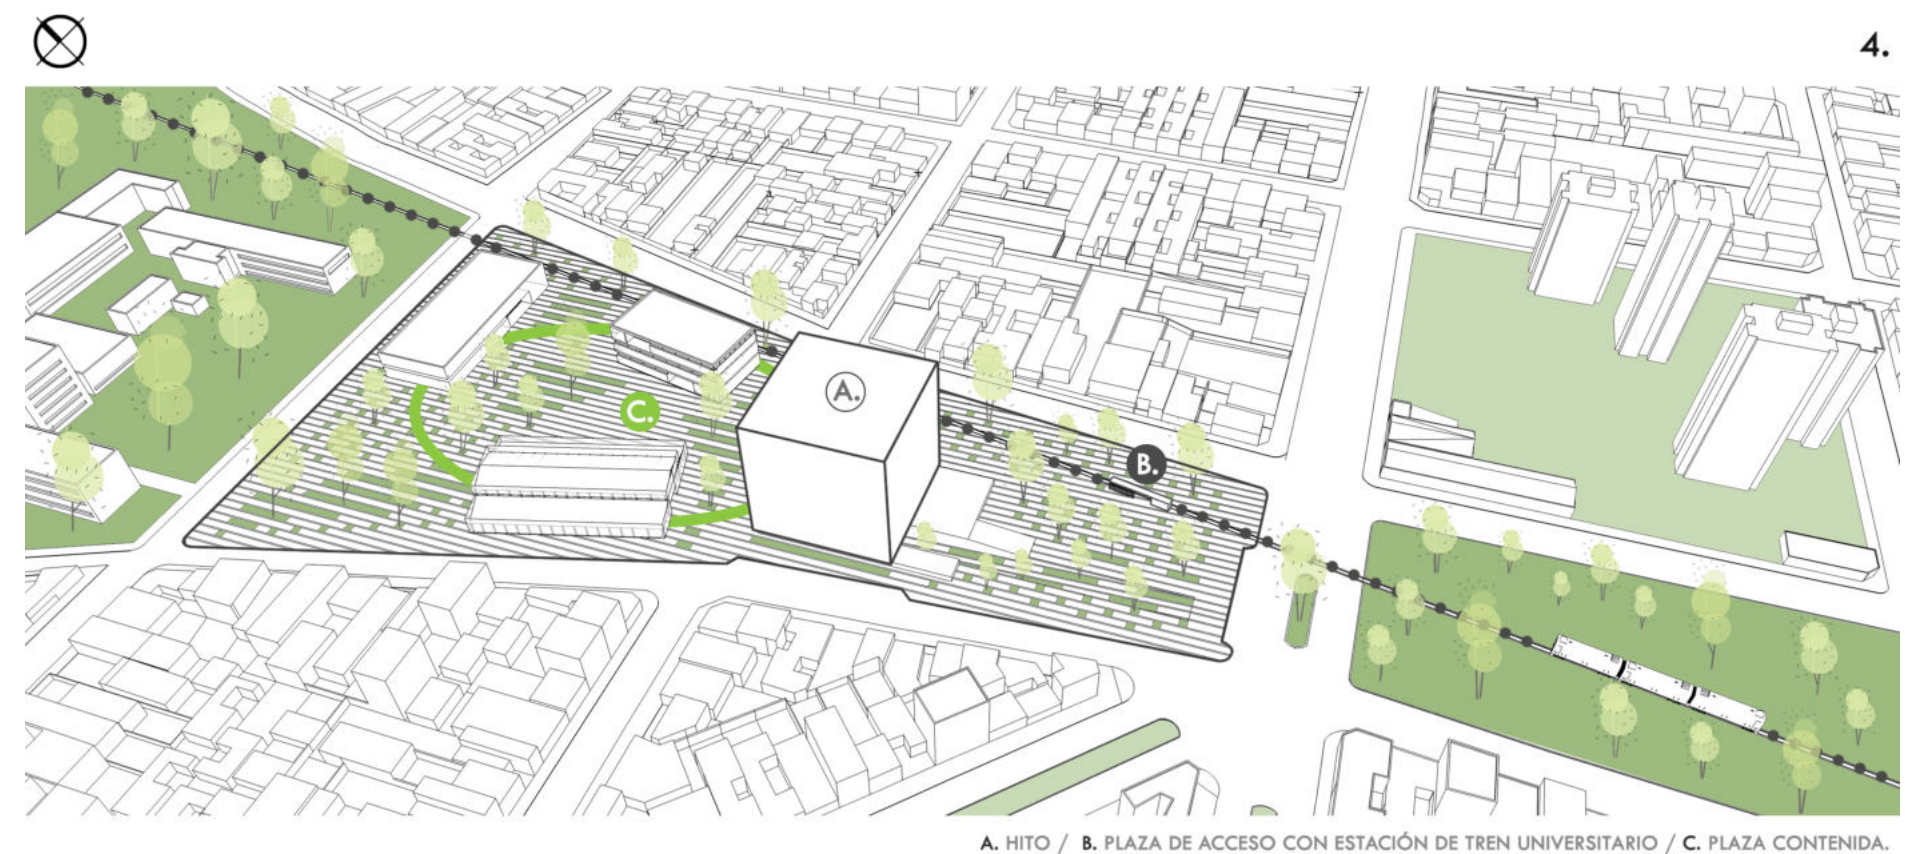 4.
A.
B.
C.
A. HITO / B. PLAZA DE ACCESO CON ESTACIÓN DE TREN UNIVERSITARIO / C. PLAZA CONTENIDA.